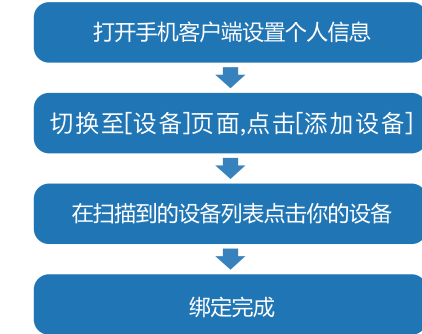 打开手机客户端设置个人信息
切换至[设备]页面,点击[添加设备]
在扫描到的设备列表点击你的设备
绑定完成